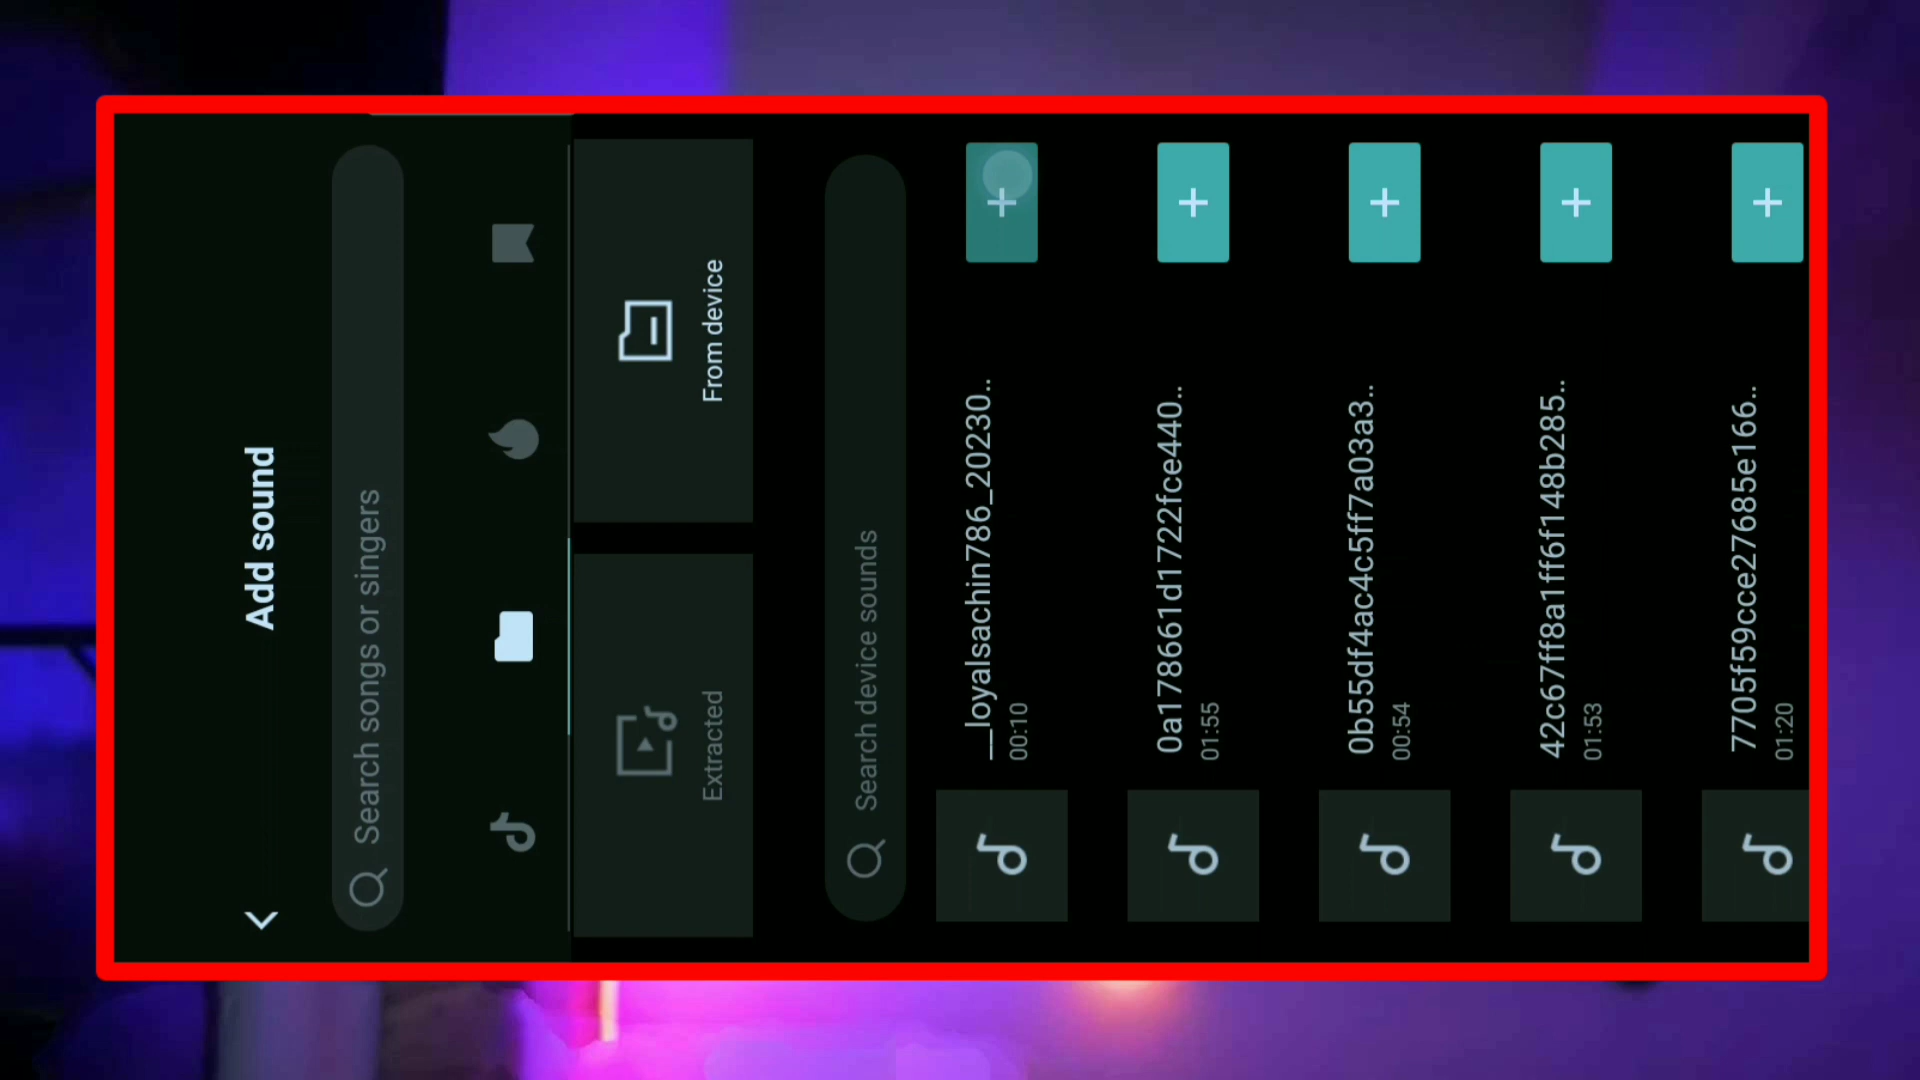 Add sound
Search songs or singers
Extracted
From device
Search device sounds
__loyalsachin786_20230..
00:10
0a178661d1722fce440..
01:55
0b55df4ac4c5ff7a03a3..
00:54
42c67ff8a1ff6f148b285..
01:53
7705f59cce27685e166..
01:20